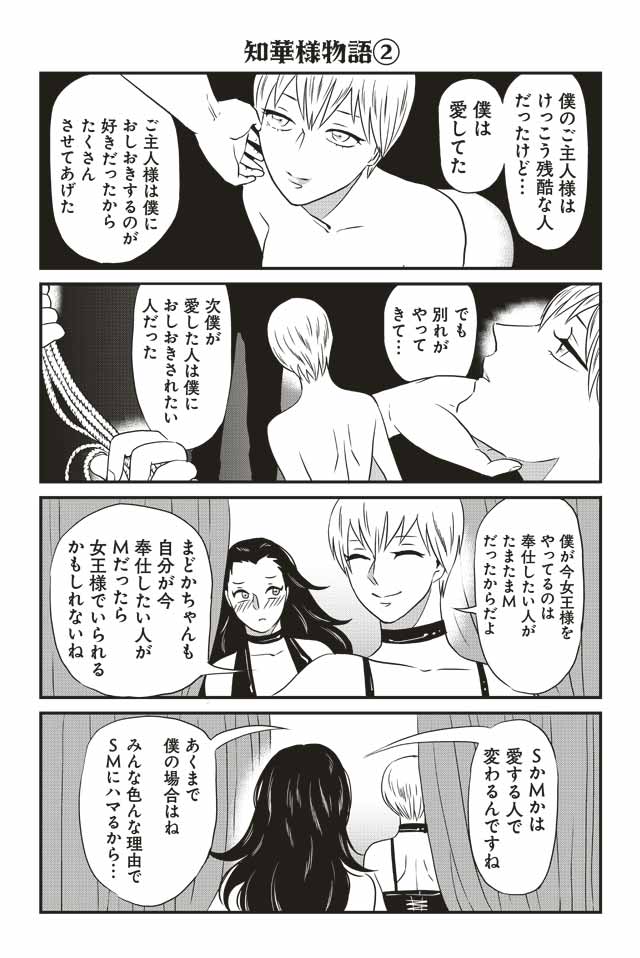 知華様物語②
僕のご主人様は
けっこう残酷な人
だったけど…
僕は
愛してた
ご主人様は僕に
おしおきするのが
好きだったから
たくさん
させてあげた
でも
別れが
やって
きて…
次僕が
愛した人は僕に
おしおきされたい
人だった
僕が今女王様を
やってるのは
奉仕したい人が
たまたまM
だったからだよ
まどかちゃんも
自分が今
奉仕したい人が
Mだったら
女王様でいられる
かもしれないね
SかMかは
愛する人で
変わるんですね
あくまで
僕の場合はね
みんな色んな理由で
SMにハマるから…